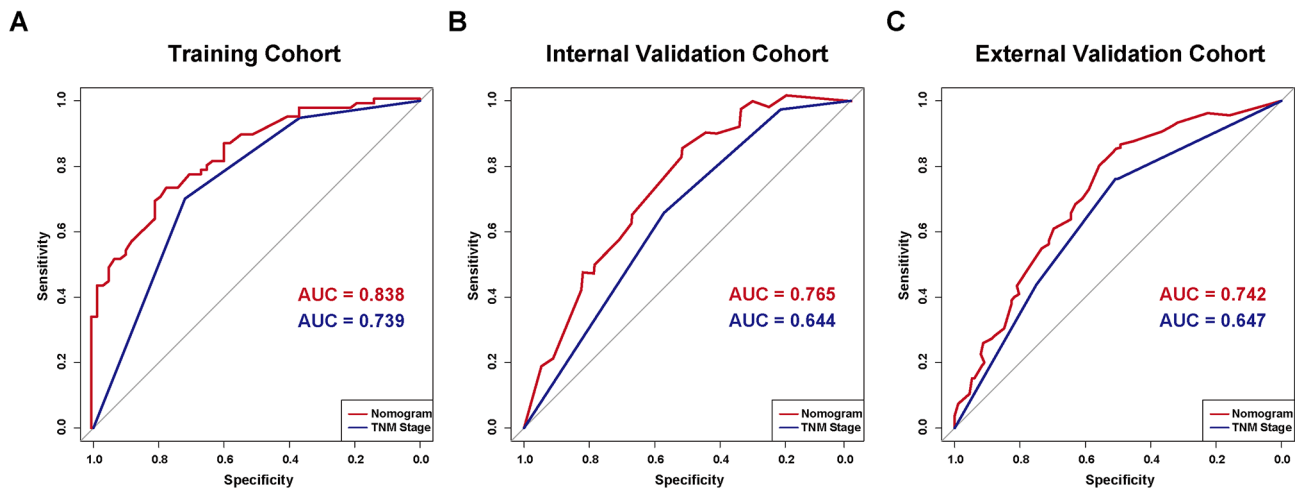 A
Training Cohort
Sensitivity
1.0
0.8
0.6
0.4
0.2
0.0
AUC = 0.838
AUC = 0.739
Nomogram
TNM Stage
1.0 0.8 0.6 0.4 0.2 0.0
Specificity
B
Internal Validation Cohort
Sensitivity
1.0
0.8
0.6
0.4
0.2
0.0
AUC = 0.765
AUC = 0.644
Nomogram
TNM Stage
1.0 0.8 0.6 0.4 0.2 0.0
Specificity
C
External Validation Cohort
Sensitivity
1.0
0.8
0.6
0.4
0.2
0.0
AUC = 0.742
AUC = 0.647
Nomogram
TNM Stage
1.0 0.8 0.6 0.4 0.2 0.0
Specificity